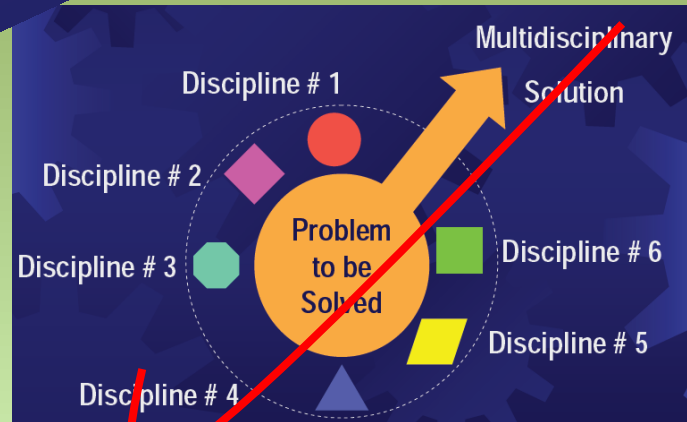 Multidisciplinary
Solution
Discipline # 1
Discipline # 2
Discipline # 3
Problem
to be
Solved
Discipline # 6
Discipline # 5
Discipline # 4